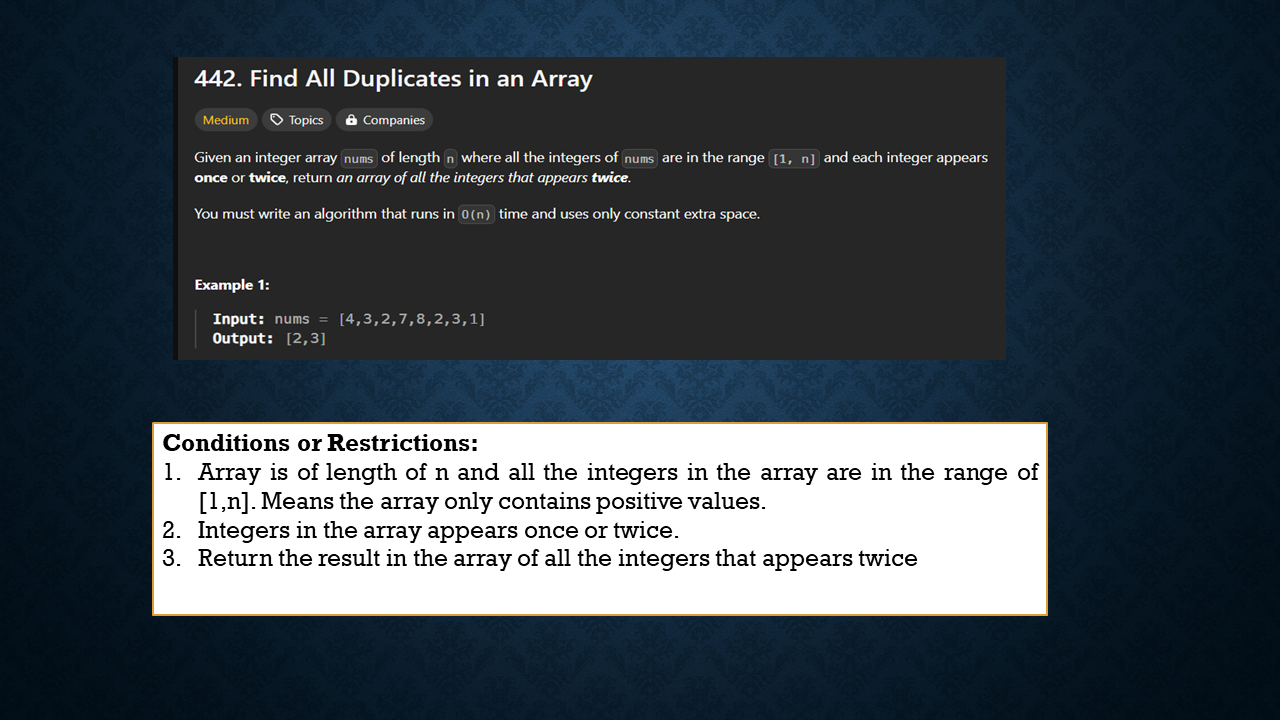 442. Find All Duplicates in an Array
Medium Topics Companies
Given an integer array nums of length n where all the integers of nums are in the range [1, n] and each integer appears
once or twice, return an array of all the integers that appears twice.
You must write an algorithm that runs in O(n) time and uses only constant extra space.
Example 1:
Input: nums = [4,3,2,7,8,2,3,1]
Output: [2,3]
Conditions or Restrictions:
1. Array is of length of n and all the integers in the array are in the range of
[1,n]. Means the array only contains positive values.
2. Integers in the array appears once or twice.
3. Return the result in the array of all the integers that appears twice